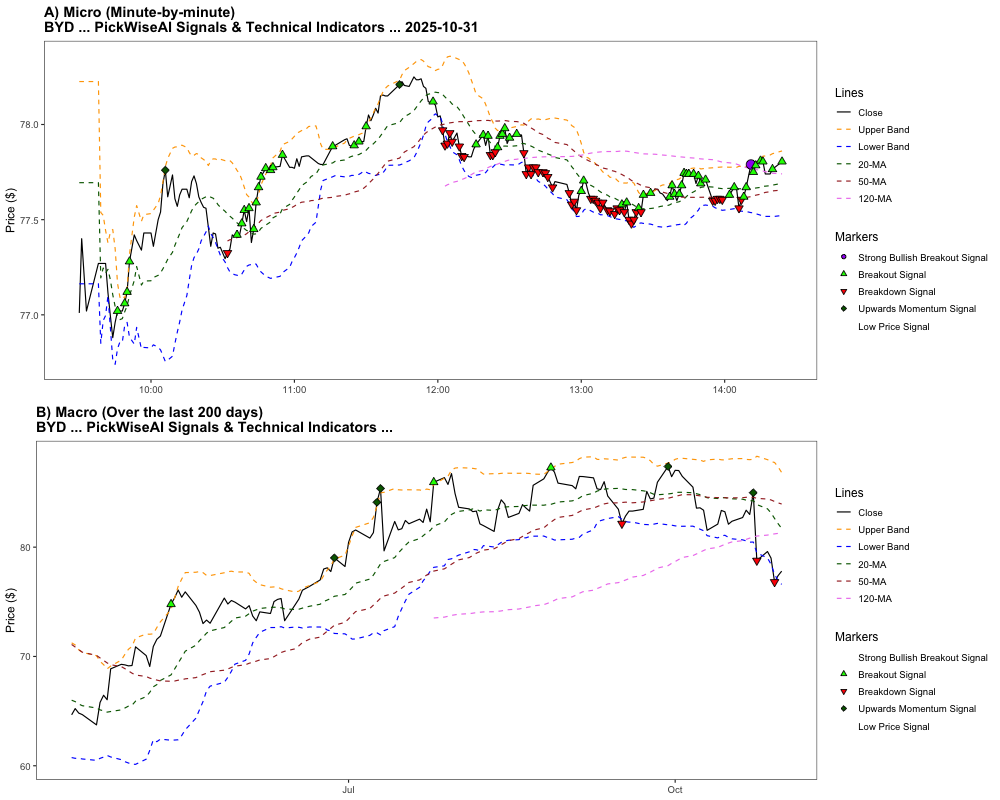 A) Micro (Minute-by-minute)
BYD ... PickWiseAI Signals & Technical Indicators ... 2025-10-31
Price ($)
78.0
77.5
77.0
10:00
11:00
12:00
13:00
14:00
Lines
Close
Upper Band
Lower Band
20-MA
50-MA
120-MA
Markers
Strong Bullish Breakout Signal
Breakout Signal
Breakdown Signal
Upwards Momentum Signal
Low Price Signal
B) Macro (Over the last 200 days)
BYD ... PickWiseAI Signals & Technical Indicators ...
Price ($)
80
70
60
Jul
Oct
Lines
Close
Upper Band
Lower Band
20-MA
50-MA
120-MA
Markers
Strong Bullish Breakout Signal
Breakout Signal
Breakdown Signal
Upwards Momentum Signal
Low Price Signal